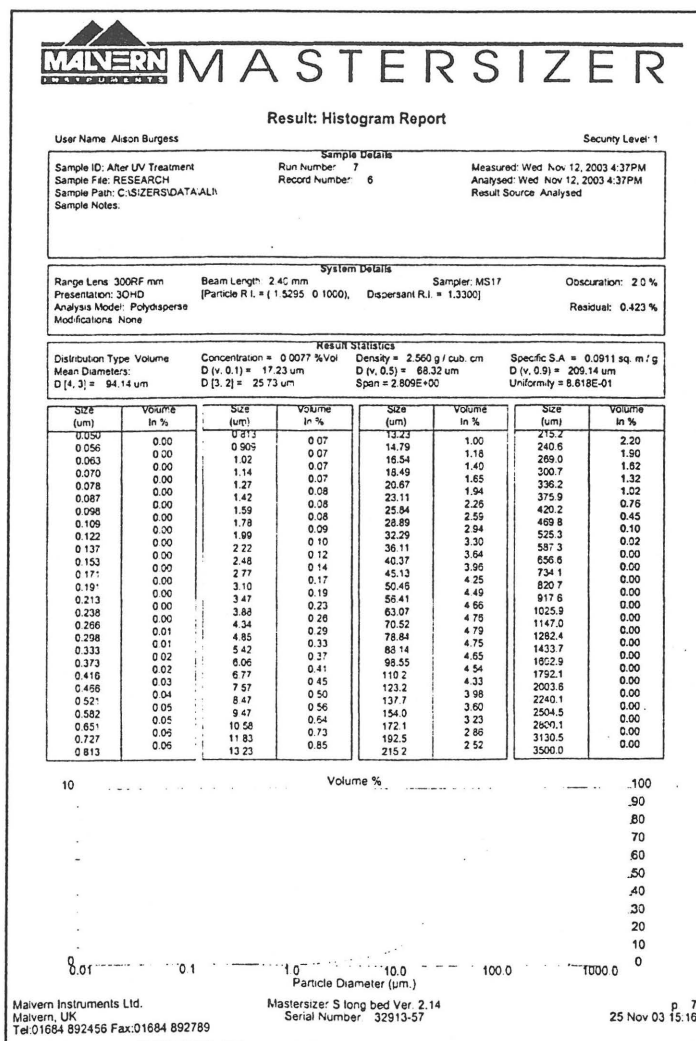 MALVERN
INSTRUMENTS
MASTERSIZER
Result: Histogram Report
User Name: Alison Burgess Security Level: 1
Sample Details
Sample ID: After UV Treatment Run Number: 7 Measured: Wed Nov 12, 2003 4:37PM
Sample File: RESEARCH Record Number: 6 Analysed: Wed Nov 12, 2003 4:37PM
Sample Path: C:\SIZERS\DATA\ALI\ Result Source: Analysed
Sample Notes:
System Details
Range Lens: 300RF mm Beam Length: 2.40 mm Sampler: MS17 Obscuration: 2.0 %
Presentation: 3OHD [Particle R.I. = ( 1.5295, 0.1000), Dispersant R.I. = 1.3300]
Analysis Model: Polydisperse Residual: 0.423 %
Modifications: None
Result Statistics
Distribution Type: Volume Concentration = 0.0077 %Vol Density = 2.560 g / cub. cm Specific S.A. = 0.0911 sq. m / g
Mean Diameters: D (v, 0.1) = 17.23 um D (v, 0.5) = 68.32 um D (v, 0.9) = 209.14 um
D [4, 3] = 94.14 um D [3, 2] = 25.73 um Span = 2.809E+00 Uniformity = 8.618E-01
Size Volume Size Volume Size Volume Size Volume
(um) In % (um) In % (um) In % (um) In %
0.050 0.00 0.813 0.07 13.23 1.00 215.2 2.20
0.056 0.00 0.909 0.07 14.79 1.18 240.6 1.90
0.063 0.00 1.02 0.07 16.54 1.40 269.0 1.62
0.070 0.00 1.14 0.07 18.49 1.65 300.7 1.32
0.078 0.00 1.27 0.08 20.67 1.94 336.2 1.02
0.087 0.00 1.42 0.08 23.11 2.26 375.9 0.76
0.098 0.00 1.59 0.08 25.84 2.59 420.2 0.45
0.109 0.00 1.78 0.09 28.89 2.94 469.8 0.10
0.122 0.00 1.99 0.10 32.29 3.30 525.3 0.02
0.137 0.00 2.22 0.12 36.11 3.64 587.3 0.00
0.153 0.00 2.48 0.14 40.37 3.96 656.6 0.00
0.171 0.00 2.77 0.17 45.13 4.25 734.1 0.00
0.191 0.00 3.10 0.19 50.46 4.49 820.7 0.00
0.213 0.00 3.47 0.23 56.41 4.66 917.6 0.00
0.238 0.00 3.88 0.26 63.07 4.76 1025.9 0.00
0.266 0.01 4.34 0.29 70.52 4.79 1147.0 0.00
0.298 0.01 4.85 0.33 78.84 4.75 1282.4 0.00
0.333 0.02 5.42 0.37 88.14 4.65 1433.7 0.00
0.373 0.02 6.06 0.41 98.55 4.54 1602.9 0.00
0.416 0.03 6.77 0.45 110.2 4.33 1792.1 0.00
0.466 0.04 7.57 0.50 123.2 3.98 2003.6 0.00
0.521 0.05 8.47 0.56 137.7 3.60 2240.1 0.00
0.582 0.05 9.47 0.64 154.0 3.23 2504.5 0.00
0.651 0.06 10.58 0.73 172.1 2.86 2800.1 0.00
0.727 0.06 11.83 0.85 192.5 2.52 3130.5 0.00
0.813 13.23 215.2 3500.0
Volume %
10 100
90
80
70
60
50
40
30
20
10
0 0
0.01 0.1 1.0 10.0 100.0 1000.0
Particle Diameter (µm.)
Malvern Instruments Ltd. Mastersizer S long bed Ver. 2.14 p. 7
Malvern, UK Serial Number: 32913-57 25 Nov 03 15:16
Tel:01684 892456 Fax:01684 892789